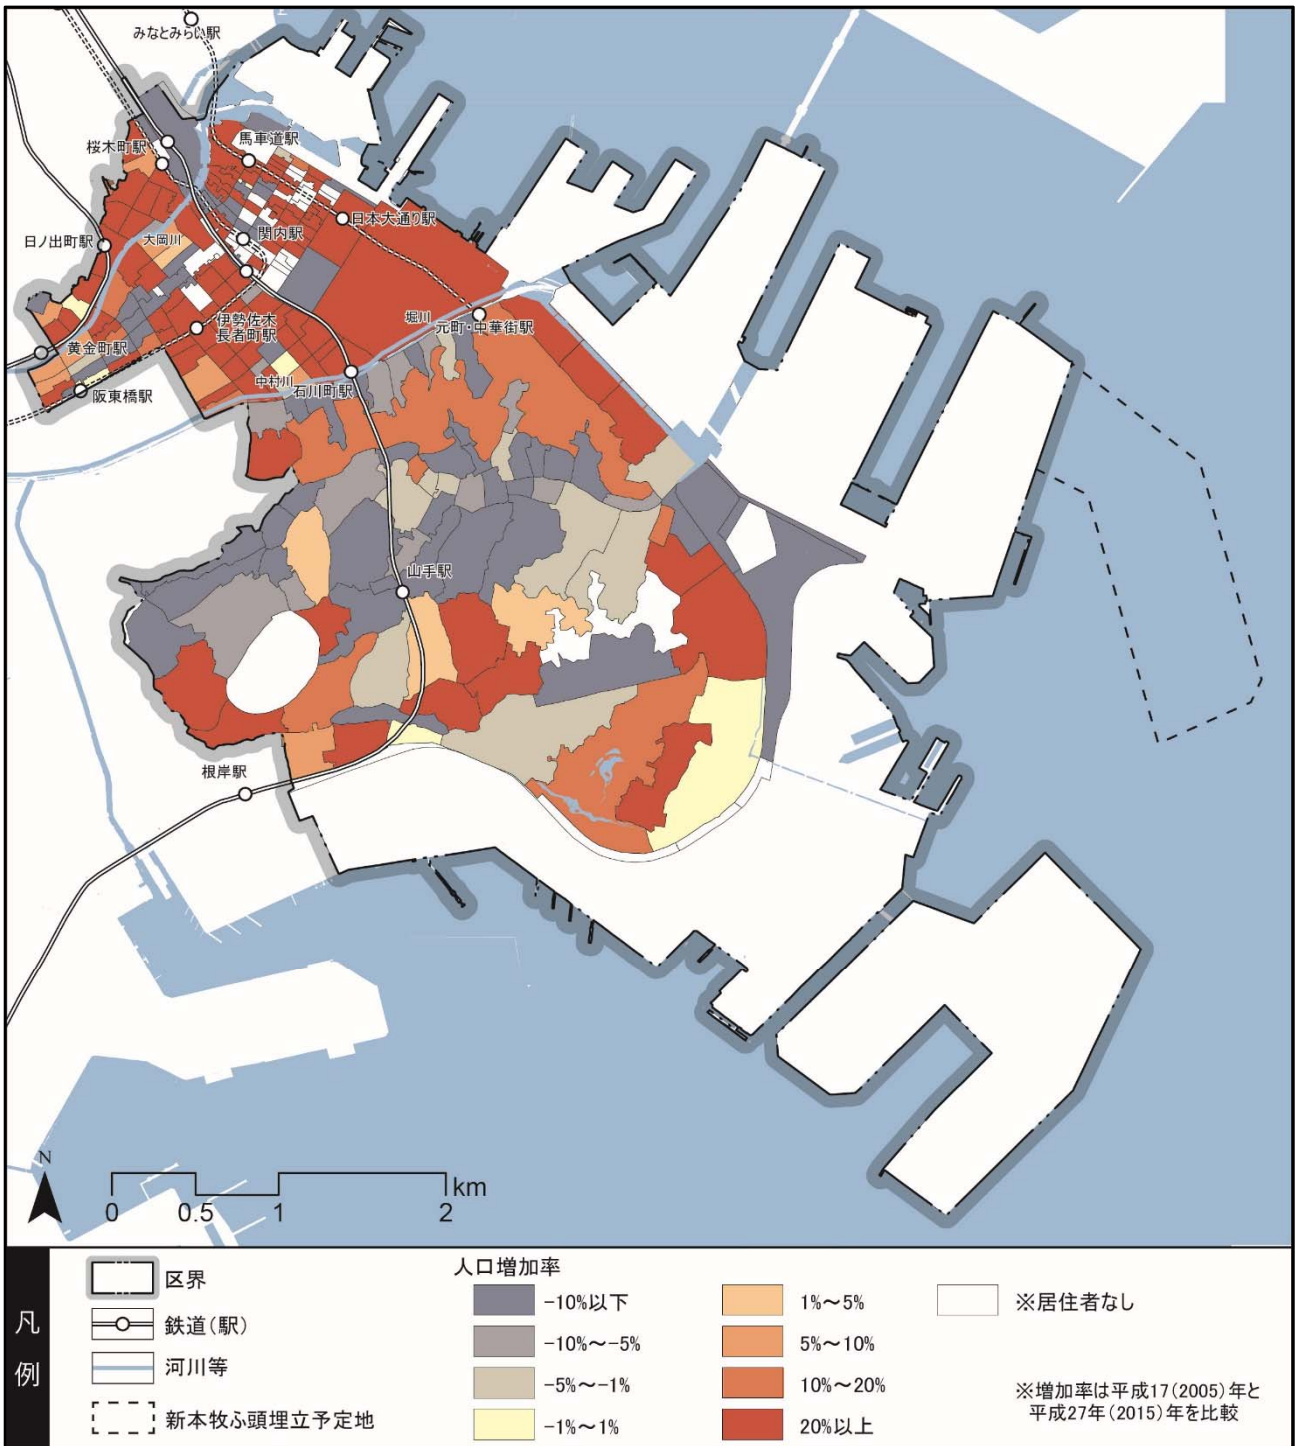 みなとみらい駅
桜木町駅
馬車道駅
日本大通り駅
日ノ出町駅
大岡川
関内駅
堀川
元町・中華街駅
伊勢佐木
長者町駅
黄金町駅
中村川
石川町駅
阪東橋駅
山手駅
根岸駅
N
0
0.5
1
2
km
凡例
区界
鉄道(駅)
河川等
新本牧ふ頭埋立予定地
人口増加率
-10%以下
-10%~-5%
-5%~-1%
-1%~1%
1%~5%
5%~10%
10%~20%
20%以上
※居住者なし
※増加率は平成17(2005)年と
平成27年(2015)年を比較